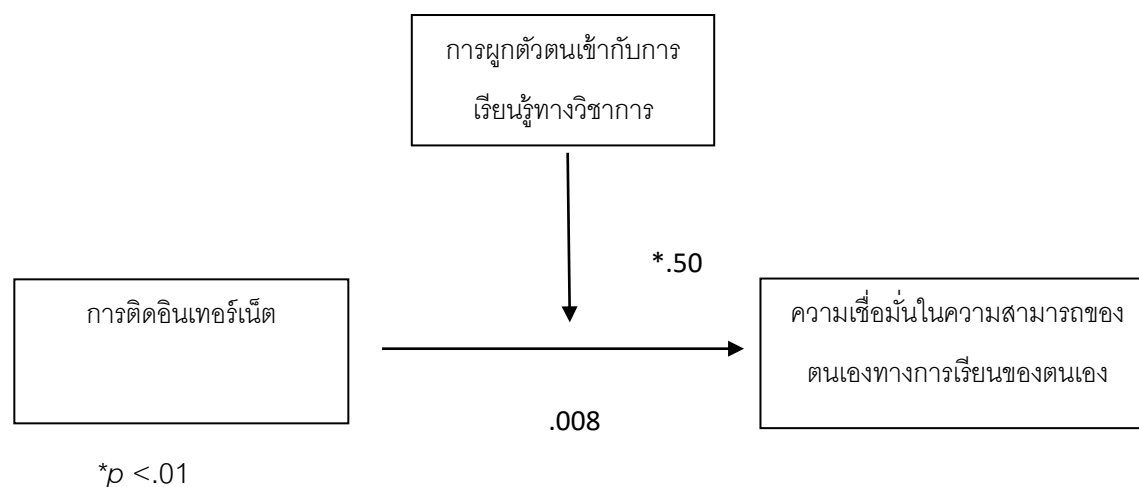 การผูกตัวตนเข้ากับการ
เรียนรู้ทางวิชาการ
*.50
การติดอินเทอร์เน็ต
ความเชื่อมั่นในความสามารถของ
ตนเองทางการเรียนของตนเอง
.008
*p <.01